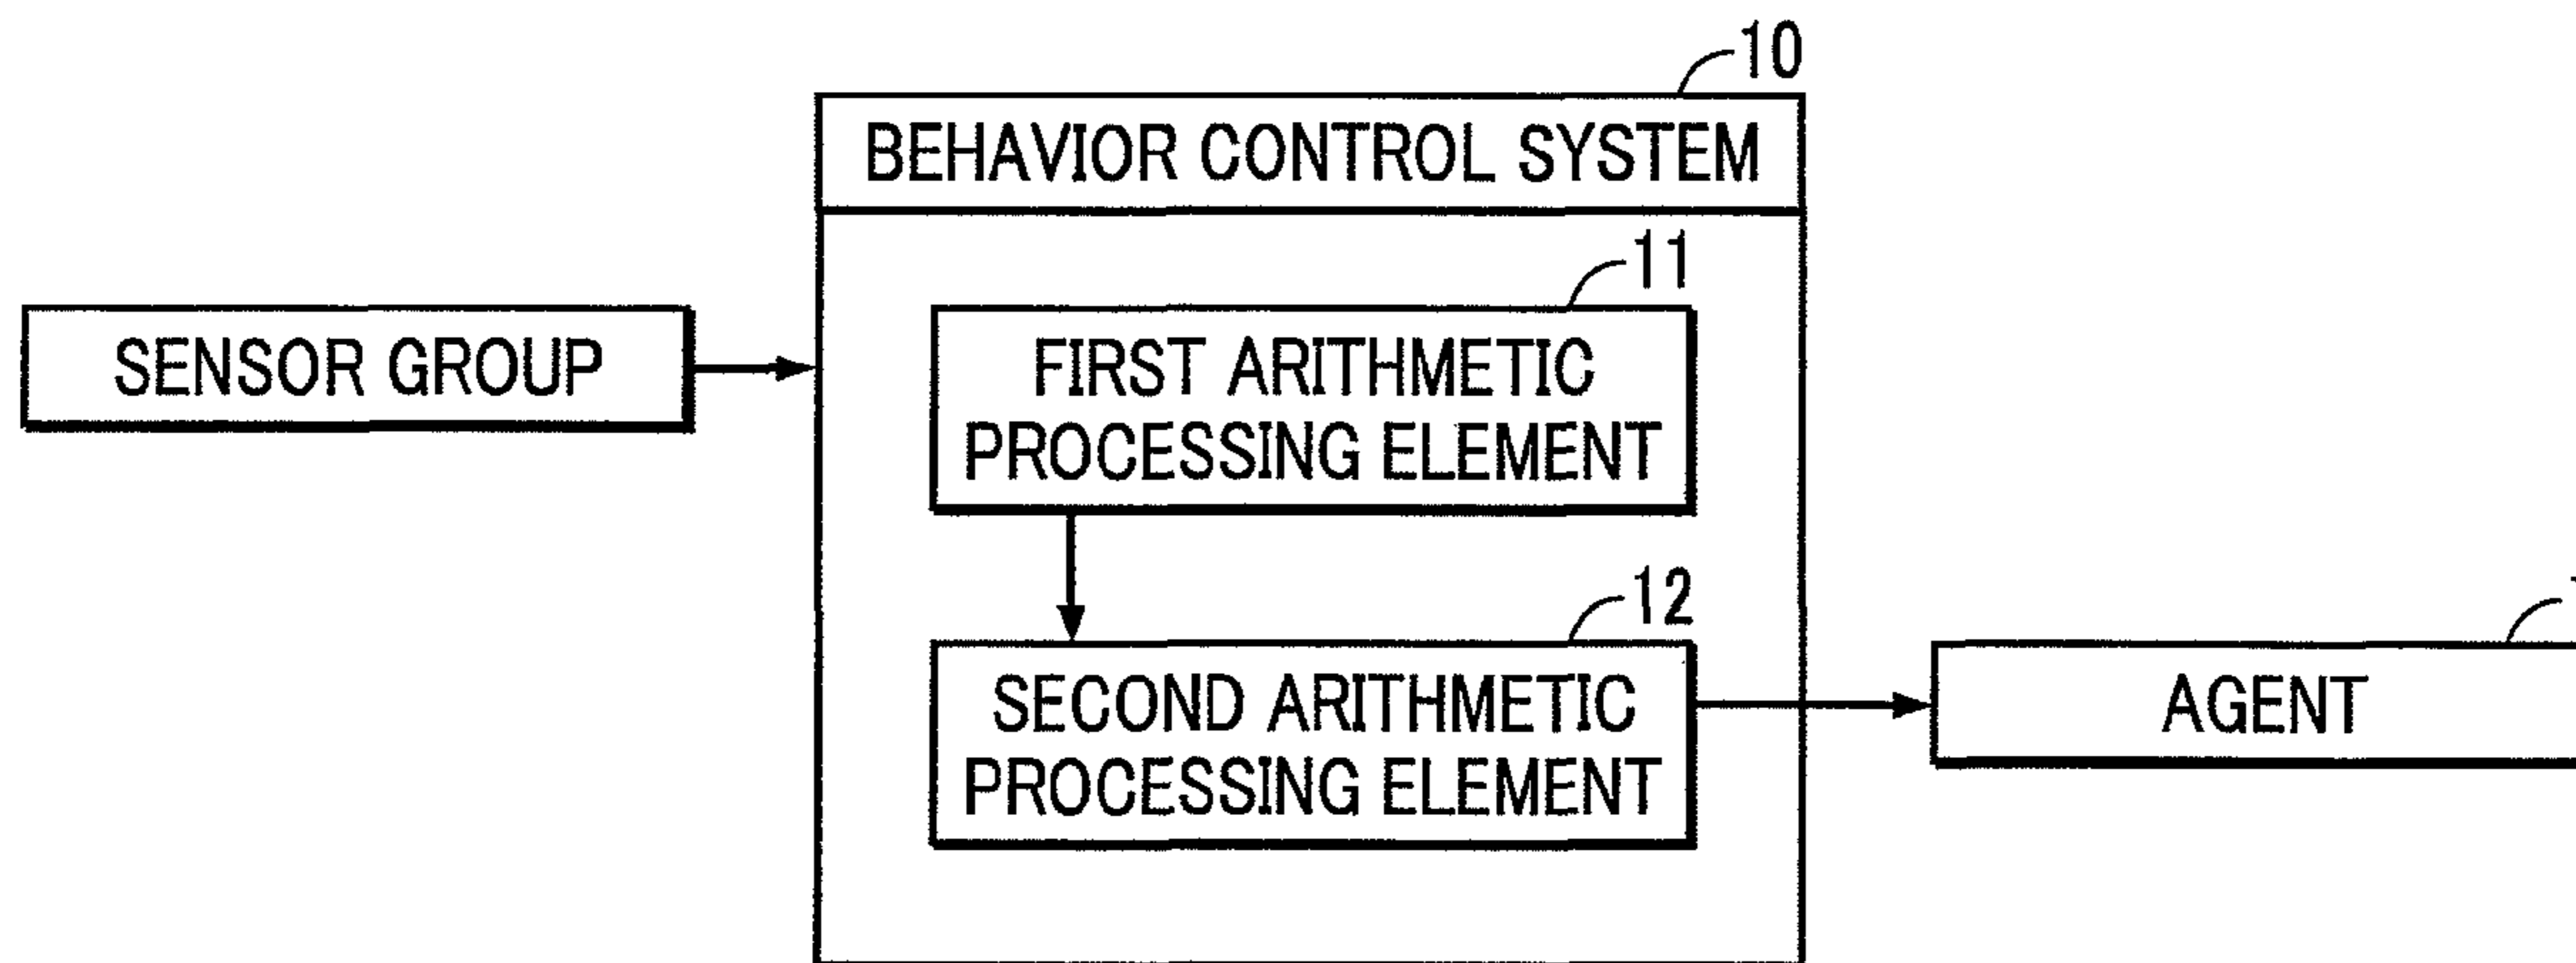 10
BEHAVIOR CONTROL SYSTEM
11
SENSOR GROUP
FIRST ARITHMETIC
PROCESSING ELEMENT
12
SECOND ARITHMETIC
PROCESSING ELEMENT
AGENT